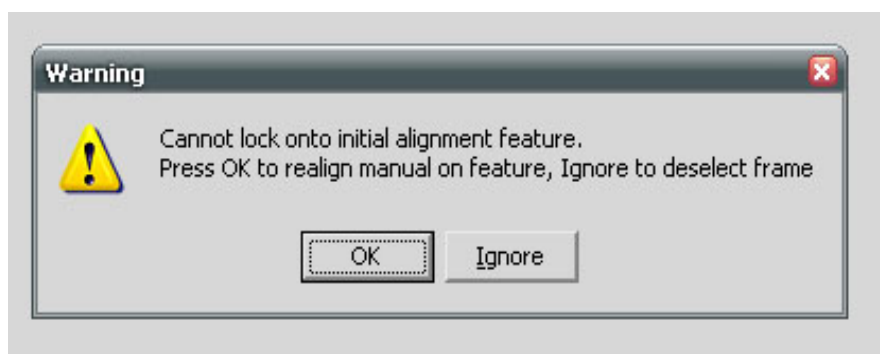 Warning
Cannot lock onto initial alignment feature.
Press OK to realign manual on feature, Ignore to deselect frame
OK
Ignore